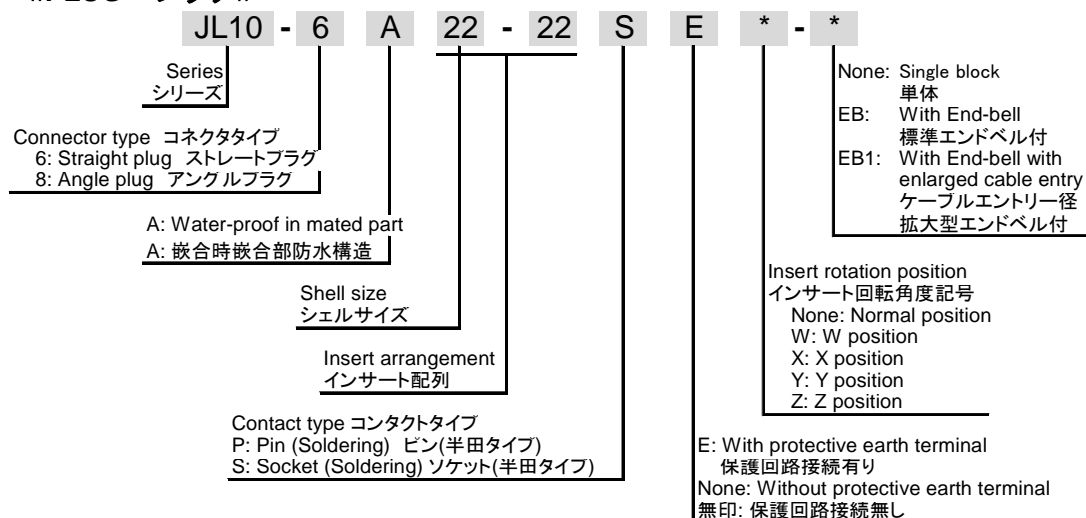 JL10 - 6 A 22 - 22 S E * - *
Series
シリーズ
Connector type コネクタタイプ
6: Straight plug ストレートプラグ
8: Angle plug アングルプラグ
A: Water-proof in mated part
A: 嵌合時嵌合部防水構造
Shell size
シェルサイズ
Insert arrangement
インサート配列
Contact type コンタクトタイプ
P: Pin (Soldering) ピン(半田タイプ)
S: Socket (Soldering) ソケット(半田タイプ)
None: Single block
単体
EB: With End-bell
標準エンドベル付
EB1: With End-bell with
enlarged cable entry
ケーブルエントリー径
拡大型エンドベル付
Insert rotation position
インサート回転角度記号
None: Normal position
W: W position
X: X position
Y: Y position
Z: Z position
E: With protective earth terminal
保護回路接続有り
None: Without protective earth terminal
無印: 保護回路接続無し